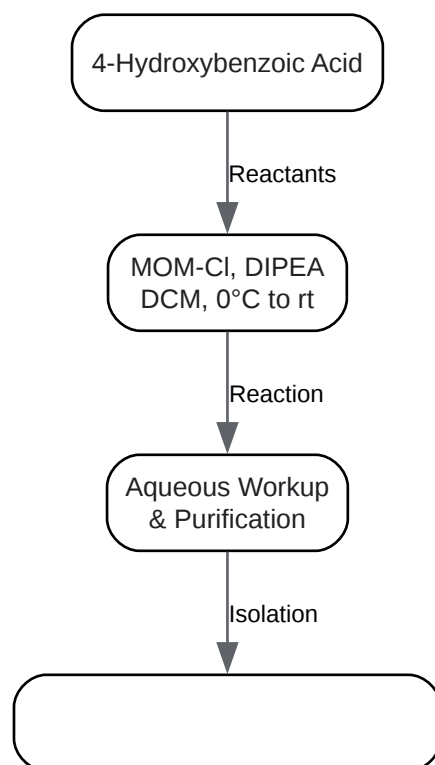 4-Hydroxybenzoic Acid
Reactants
MOM-Cl, DIPEA
DCM, 0°C to rt
Reaction
Aqueous Workup
& Purification
Isolation